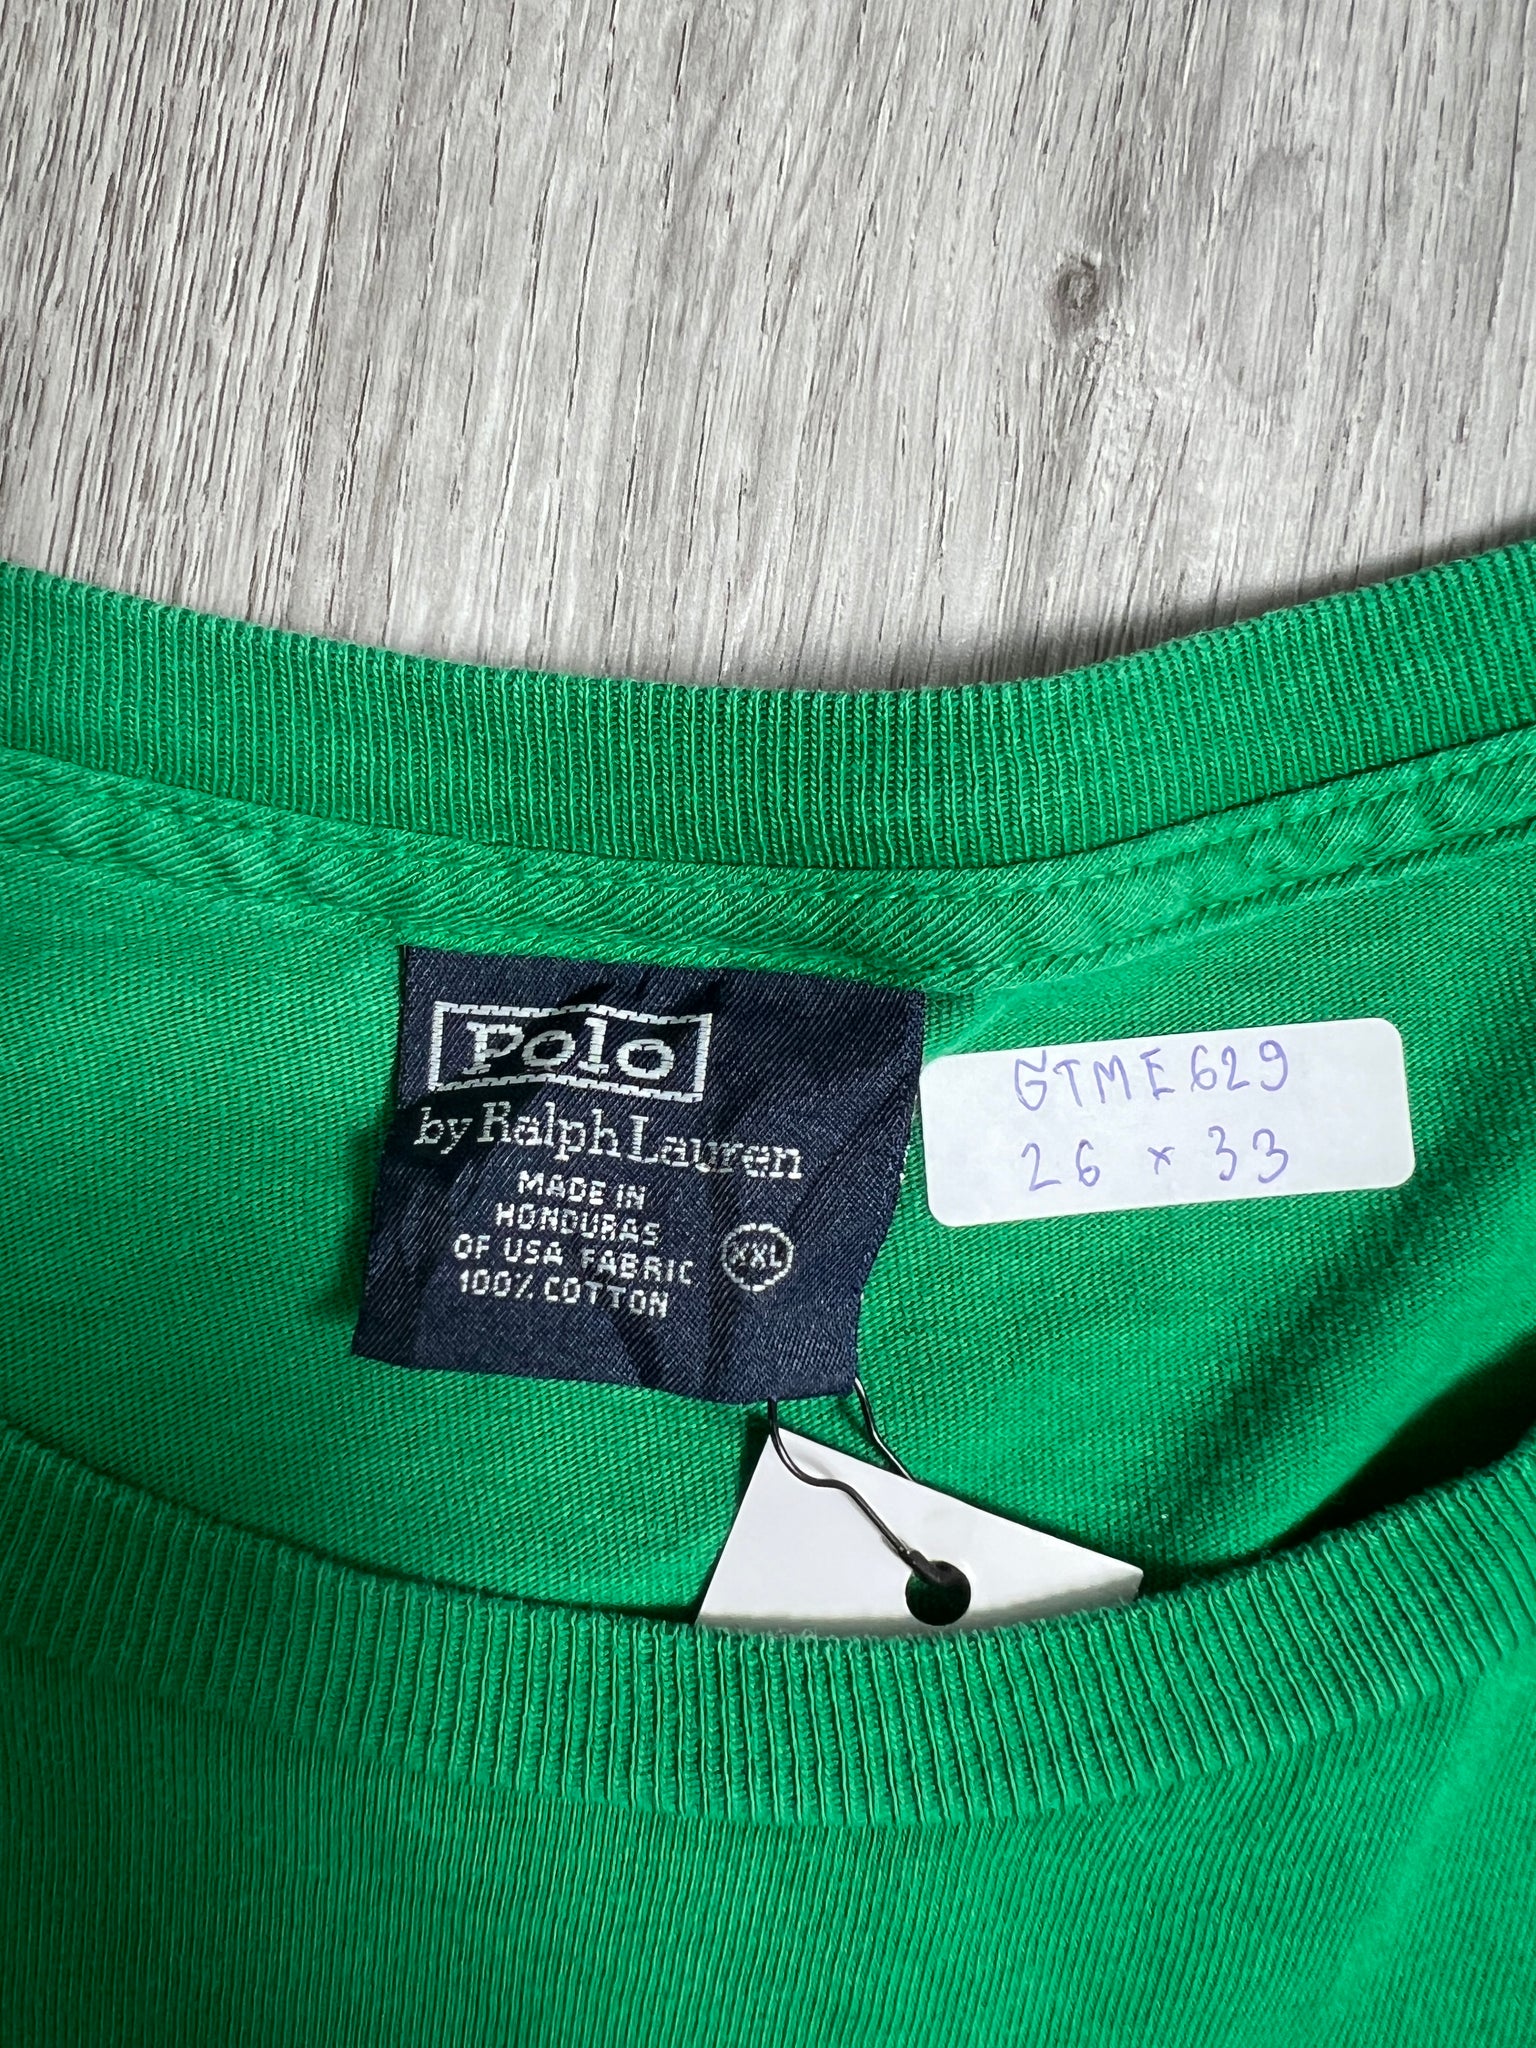 Polo
by Ralph Lauren
MADE IN
HONDURAS
OF USA FABRIC
100% COTTON
XXL
GTME629
26 × 33